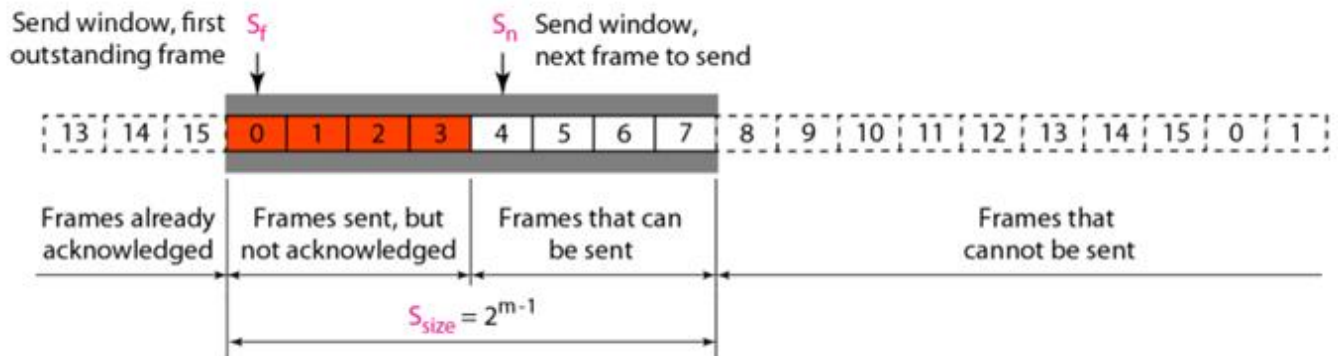 Send window, first
outstanding frame
S_f
S_n
Send window,
next frame to send
13 14 15 0 1 2 3 4 5 6 7 8 9 10 11 12 13 14 15 0 1
Frames already
acknowledged
Frames sent, but
not acknowledged
Frames that can
be sent
Frames that
cannot be sent
S_size = 2^m-1